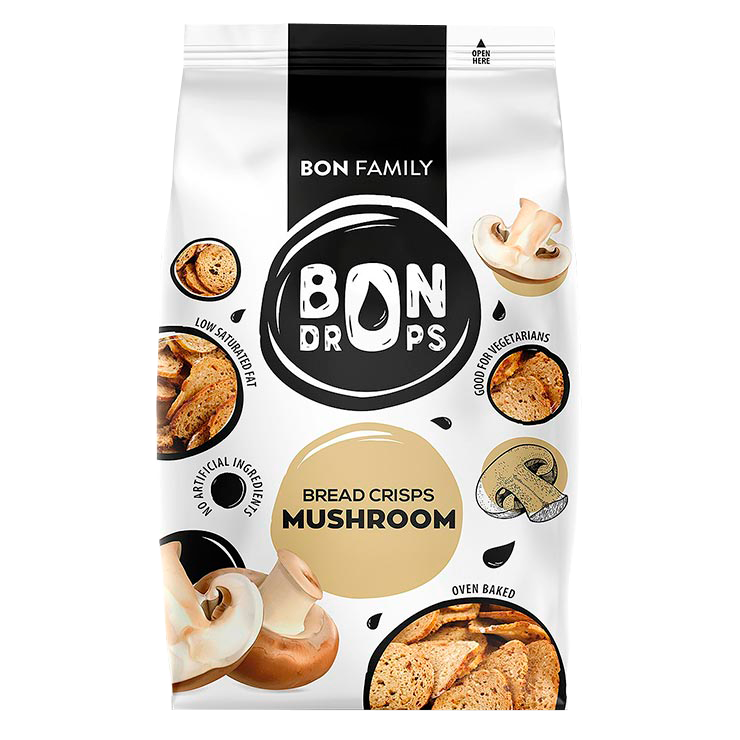 OPEN
HERE
BON FAMILY
BON
DROPS
LOW SATURATED FAT
GOOD FOR VEGETARIANS
NO ARTIFICIAL INGREDIENTS
BREAD CRISPS
MUSHROOM
OVEN BAKED